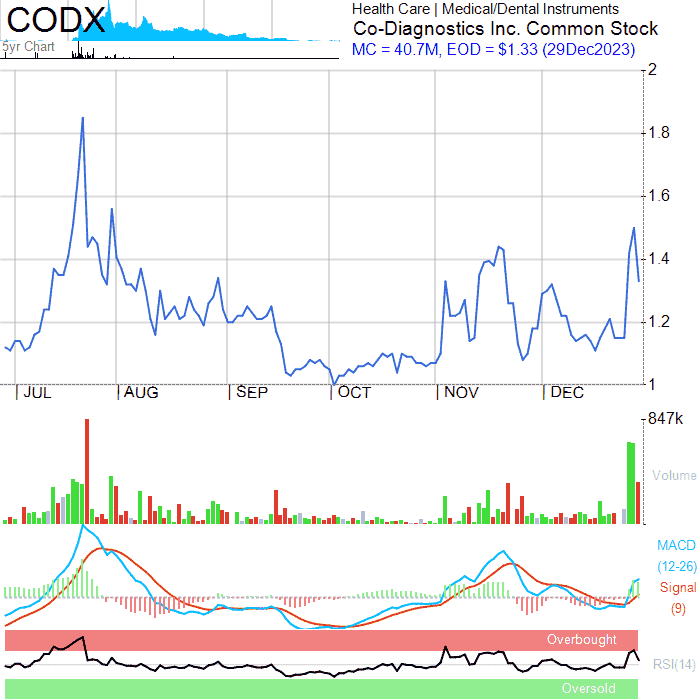 CODX
Health Care | Medical/Dental Instruments
Co-Diagnostics Inc. Common Stock
MC = 40.7M, EOD = $1.33 (29Dec2023)
5yr Chart
2
1.8
1.6
1.4
1.2
1
JUL AUG SEP OCT NOV DEC
847k
Volume
MACD
(12-26)
Signal
(9)
Overbought
RSI(14)
Oversold